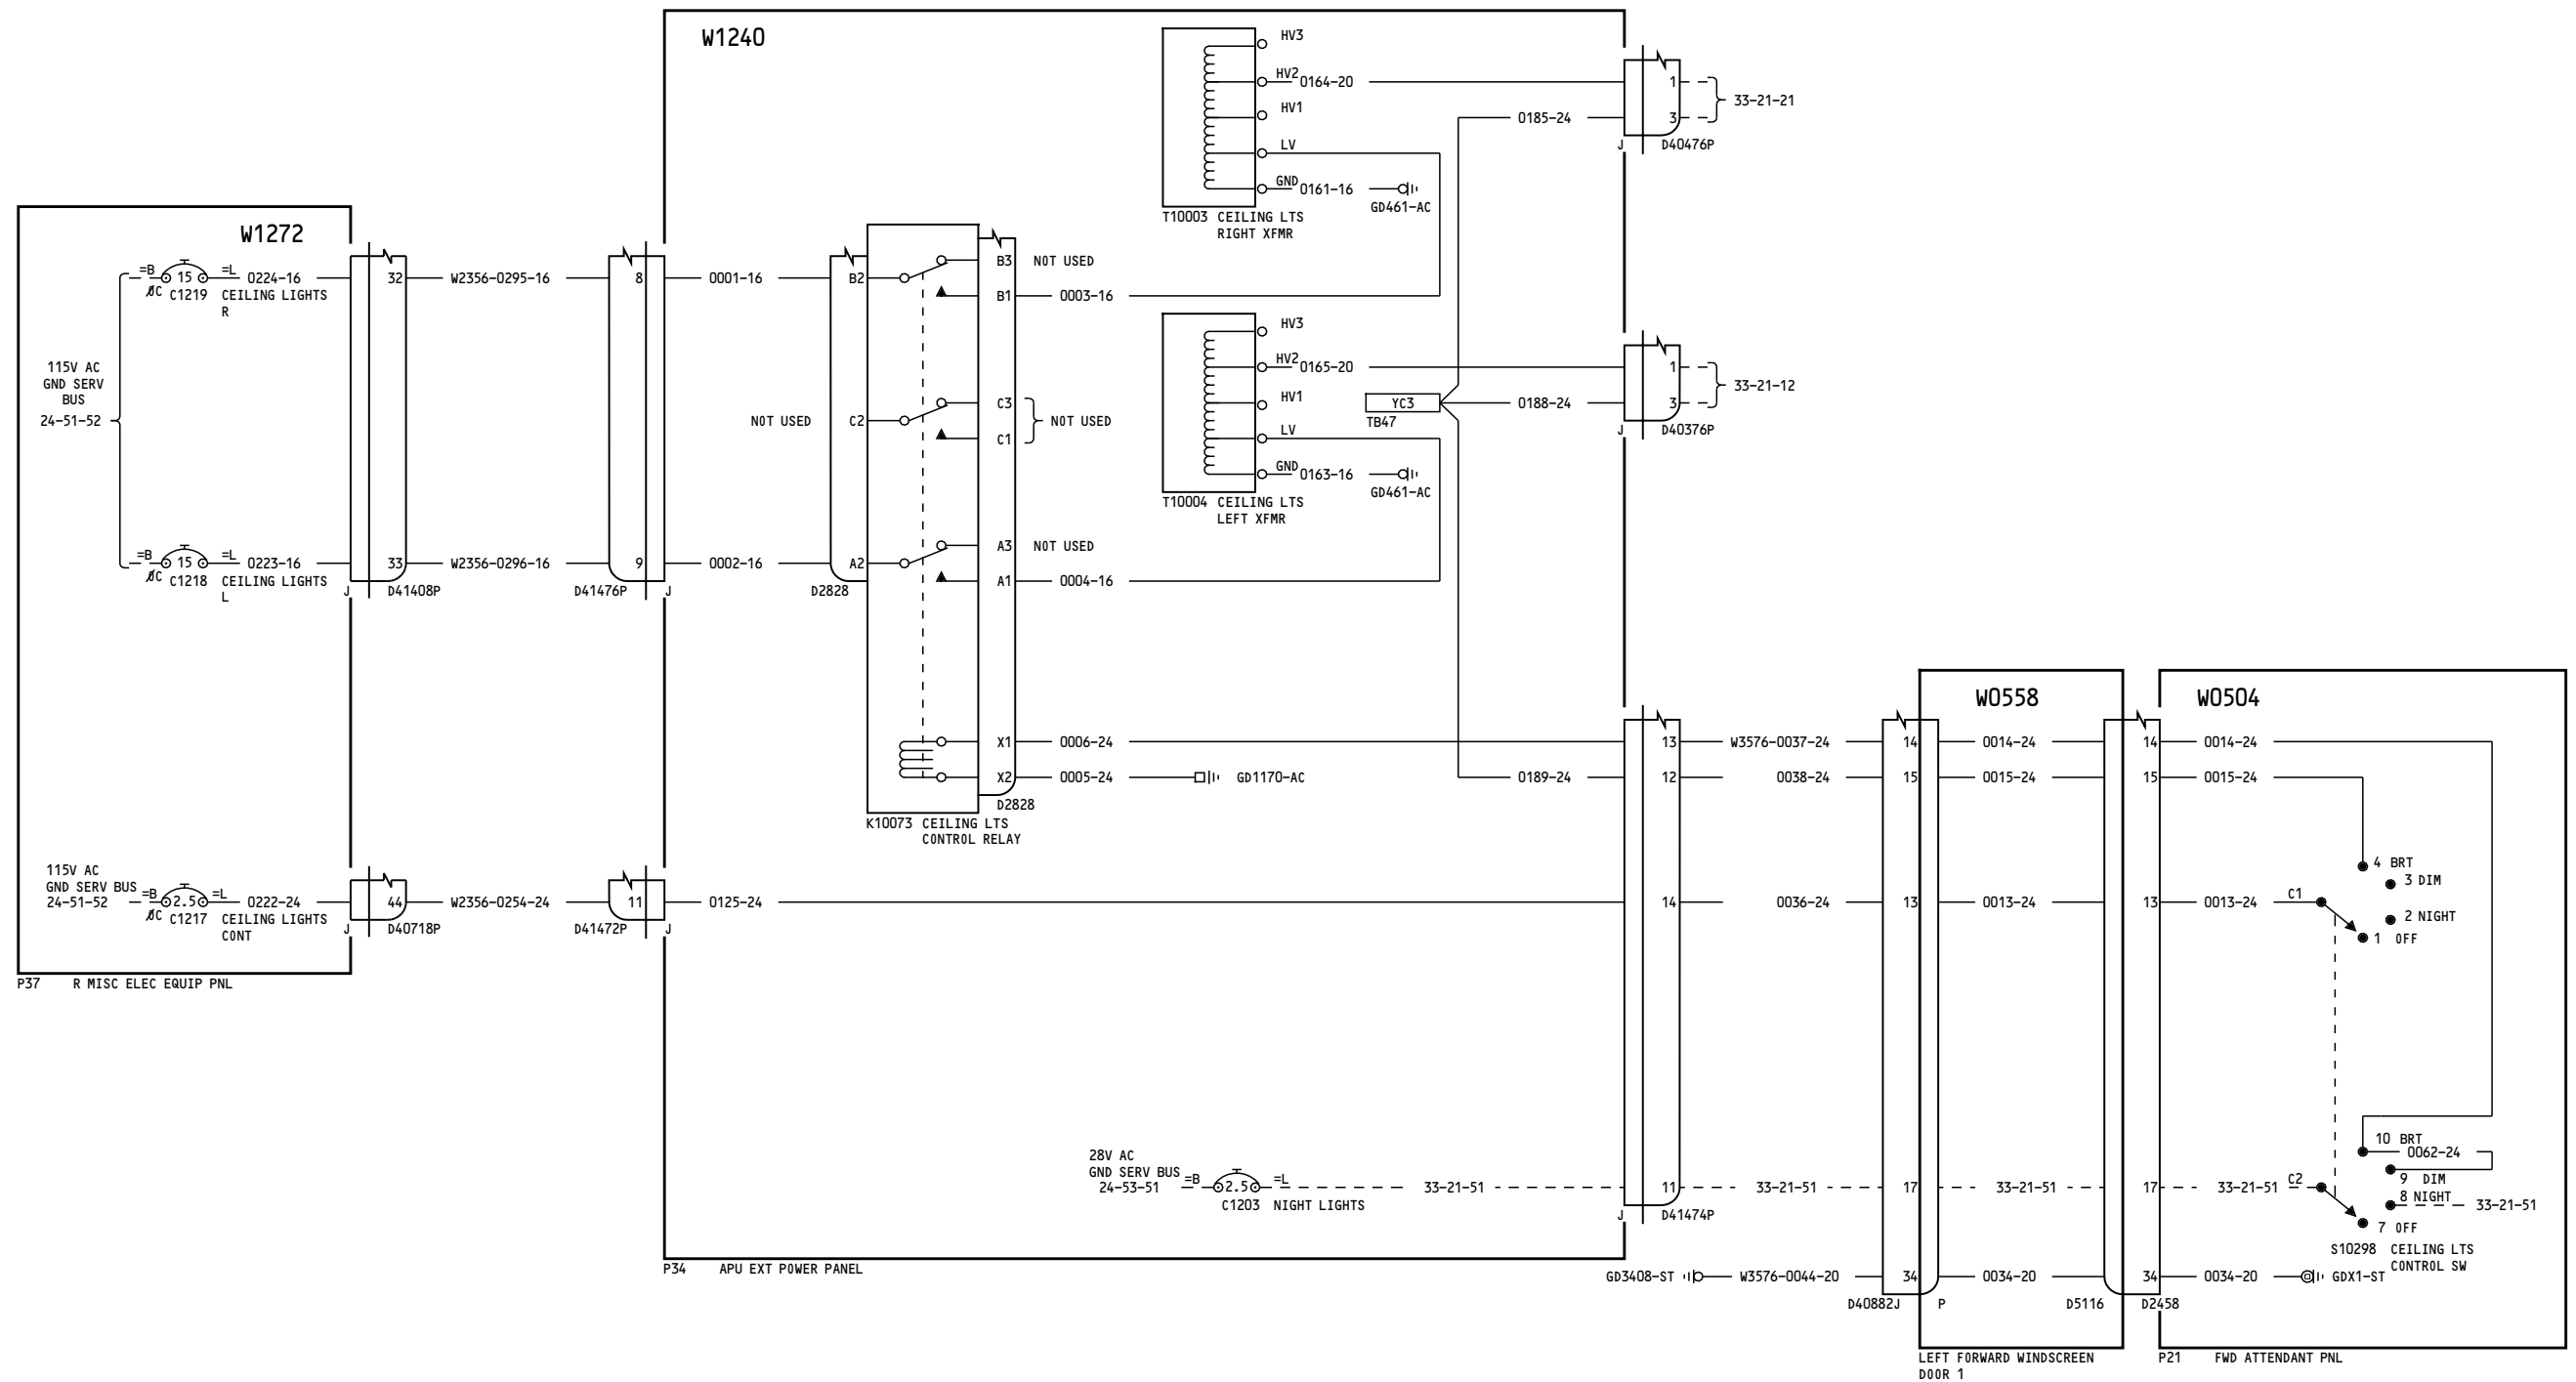 W1272
=B
15
=L
0224-16
ØC
C1219
CEILING LIGHTS
R
115V AC
GND SERV
BUS
24-51-52
=B
15
=L
0223-16
ØC
C1218
CEILING LIGHTS
L
115V AC
GND SERV BUS
24-51-52
=B
2.5
=L
0222-24
ØC
C1217
CEILING LIGHTS
CONT
P37 R MISC ELEC EQUIP PNL
32
33
J D41408P
44
J D40718P
W2356-0295-16
W2356-0296-16
W2356-0254-24
8
9
D41476P J
11
D41472P J
W1240
0001-16
0002-16
0125-24
B2
NOT USED
C2
A2
D2828
B3 NOT USED
B1 0003-16
C3
C1
NOT USED
A3 NOT USED
A1 0004-16
X1 0006-24
X2 0005-24
GD1170-AC
D2828
K10073 CEILING LTS
CONTROL RELAY
HV3
HV2 0164-20
HV1
LV
GND 0161-16
GD461-AC
T10003 CEILING LTS
RIGHT XFMR
HV3
HV2 0165-20
HV1
LV
GND 0163-16
GD461-AC
T10004 CEILING LTS
LEFT XFMR
YC3
TB47
0185-24
0188-24
0189-24
1
3
J D40476P
33-21-21
1
3
J D40376P
33-21-12
28V AC
GND SERV BUS
24-53-51
=B
2.5
=L
C1203 NIGHT LIGHTS
33-21-51
P34 APU EXT POWER PANEL
13
12
14
11
J D41474P
W3576-0037-24
0038-24
0036-24
33-21-51
GD3408-ST
W3576-0044-20
14
15
13
17
34
D40882J P
W0558
0014-24
0015-24
0013-24
33-21-51
0034-20
LEFT FORWARD WINDSCREEN
DOOR 1
14
15
13
17
34
D5116 D2458
W0504
0014-24
0015-24
0013-24
33-21-51
0034-20
GDX1-ST
C1
4 BRT
3 DIM
2 NIGHT
1 OFF
C2
10 BRT
0062-24
9 DIM
8 NIGHT
33-21-51
7 OFF
S10298 CEILING LTS
CONTROL SW
P21 FWD ATTENDANT PNL